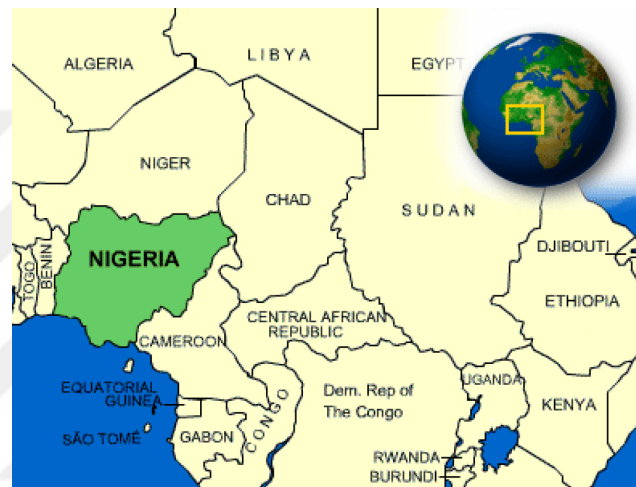 ALGERIA
LIBYA
EGYPT
NIGER
CHAD
SUDAN
NIGERIA
TOGO
BENIN
DJIBOUTI
ETHIOPIA
CENTRAL AFRICAN
REPUBLIC
CAMEROON
EQUATORIAL
GUINEA
SÃO TOMÉ
GABON
CONGO
Dem. Rep of
The Congo
UGANDA
KENYA
RWANDA
BURUNDI